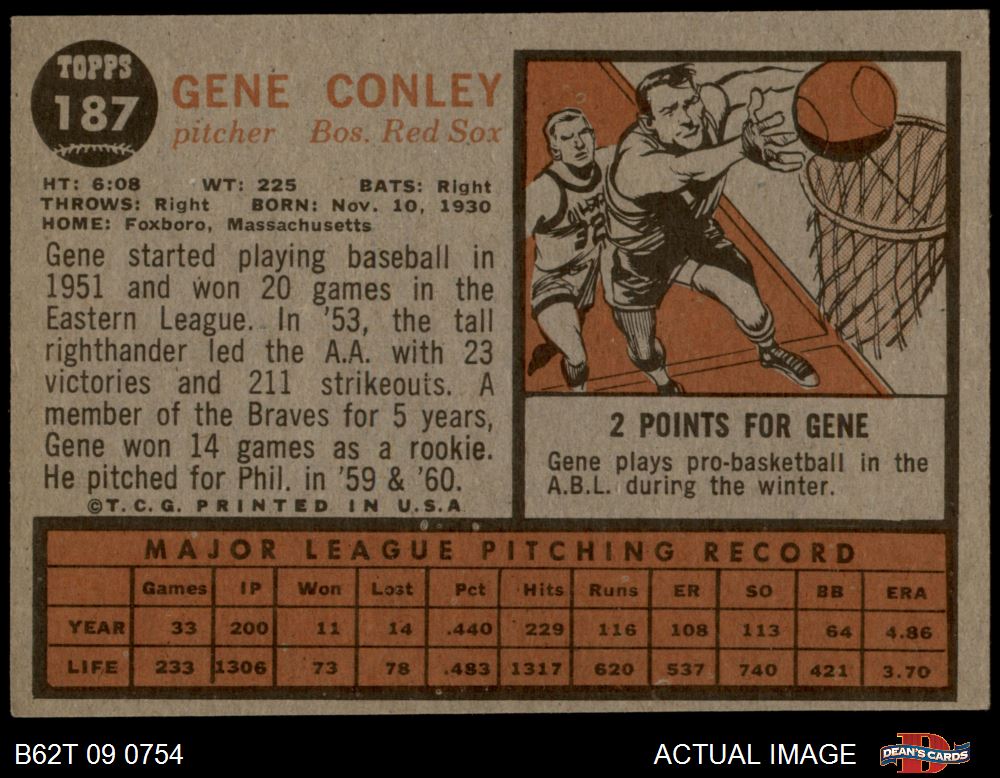 TOPPS
187
GENE CONLEY
pitcher Bos. Red Sox
HT: 6:08 WT: 225 BATS: Right
THROWS: Right BORN: Nov. 10, 1930
HOME: Foxboro, Massachusetts
Gene started playing baseball in
1951 and won 20 games in the
Eastern League. In '53, the tall
righthander led the A.A. with 23
victories and 211 strikeouts. A
member of the Braves for 5 years,
Gene won 14 games as a rookie.
He pitched for Phil. in '59 & '60.
©T.C.G. PRINTED IN U.S.A.
2 POINTS FOR GENE
Gene plays pro-basketball in the
A.B.L. during the winter.
MAJOR LEAGUE PITCHING RECORD
Games IP Won Lost Pct Hits Runs ER SO BB ERA
YEAR 33 200 11 14 .440 229 116 108 113 64 4.86
LIFE 233 1306 73 78 .483 1317 620 537 740 421 3.70
B62T 09 0754 ACTUAL IMAGE DEAN'S CARDS